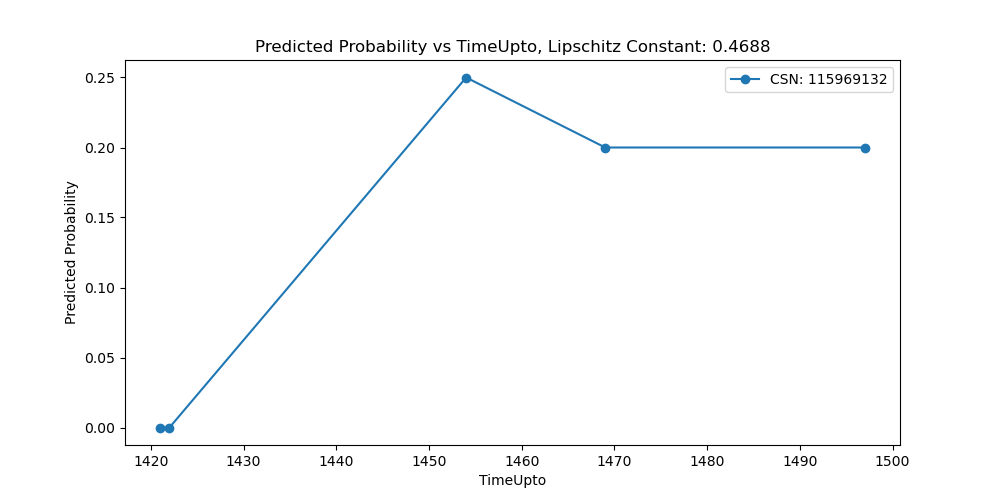 Predicted Probability vs TimeUpto, Lipschitz Constant: 0.4688
CSN: 115969132
0.25
0.20
0.15
0.10
0.05
0.00
Predicted Probability
1420 1430 1440 1450 1460 1470 1480 1490 1500
TimeUpto